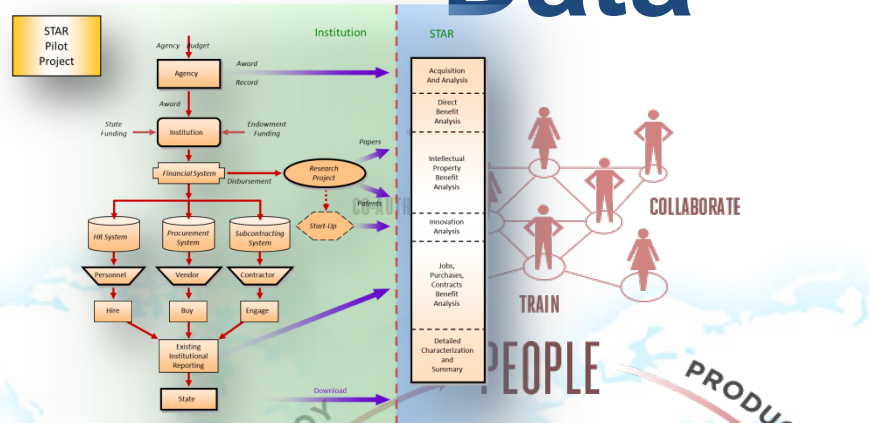 Data
STAR
Pilot
Project
Institution
STAR
Agency Budget
Agency
Award
Record
Award
State
Funding
Institution
Endowment
Funding
Financial System
Disbursement
Research
Project
Papers
Patents
Start-Up
HR System
Procurement
System
Subcontracting
System
Personnel
Vendor
Contractor
Hire
Buy
Engage
Existing
Institutional
Reporting
State
Download
Acquisition
And Analysis
Direct
Benefit
Analysis
Intellectual
Property
Benefit
Analysis
Innovation
Analysis
Jobs,
Purchases,
Contracts
Benefit
Analysis
Detailed
Characterization
and
Summary
COLLABORATE
TRAIN
PEOPLE